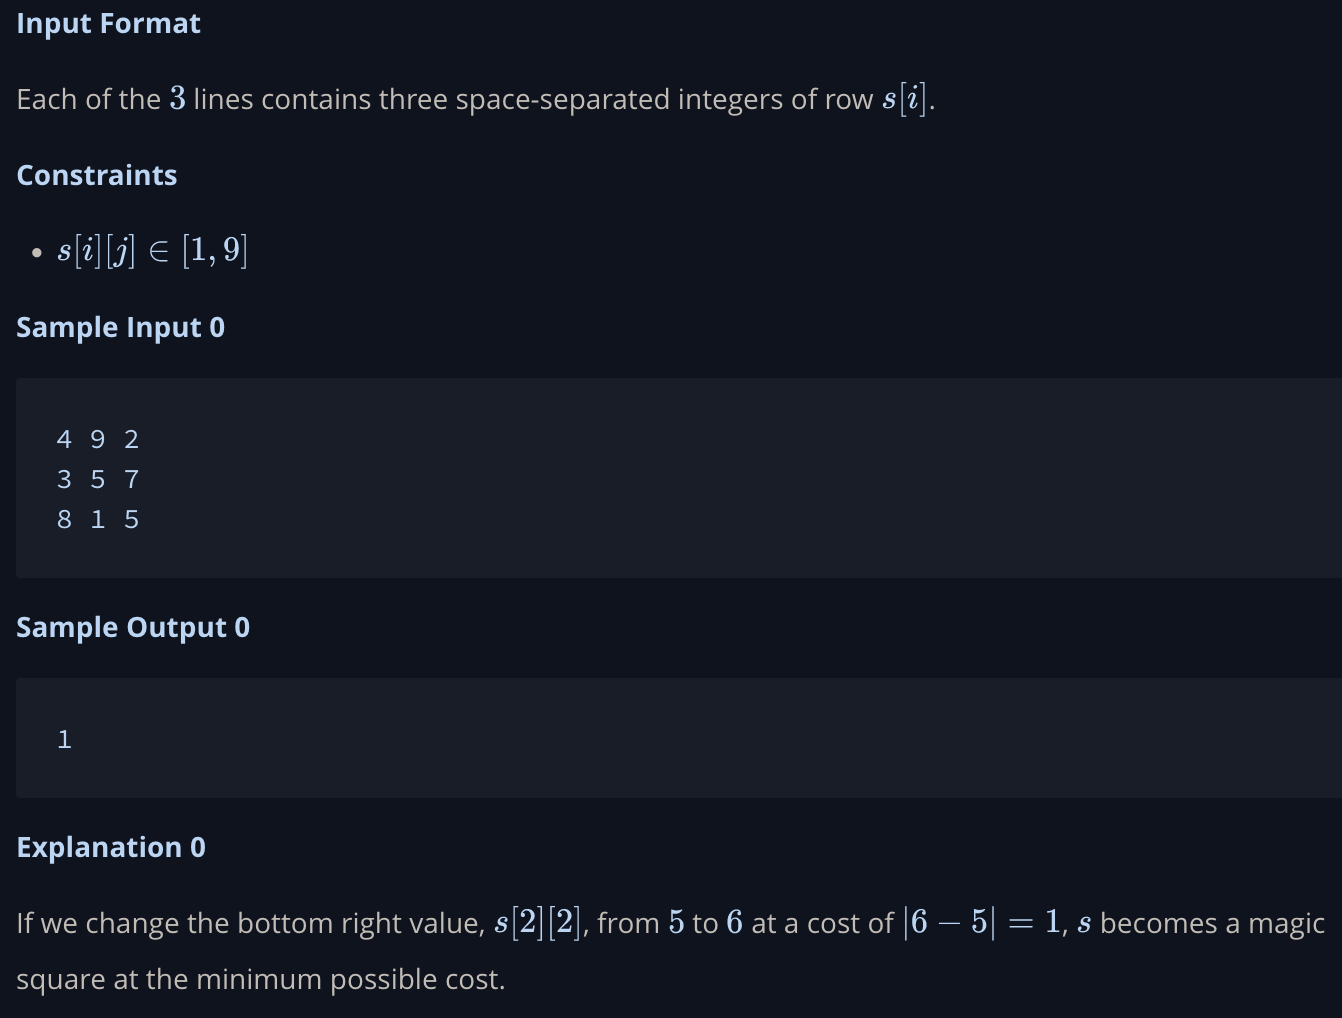 Input Format
Each of the 3 lines contains three space-separated integers of row s[i].
Constraints
• s[i][j] ∈ [1, 9]
Sample Input 0
4 9 2
3 5 7
8 1 5
Sample Output 0
1
Explanation 0
If we change the bottom right value, s[2][2], from 5 to 6 at a cost of |6 − 5| = 1, s becomes a magic
square at the minimum possible cost.